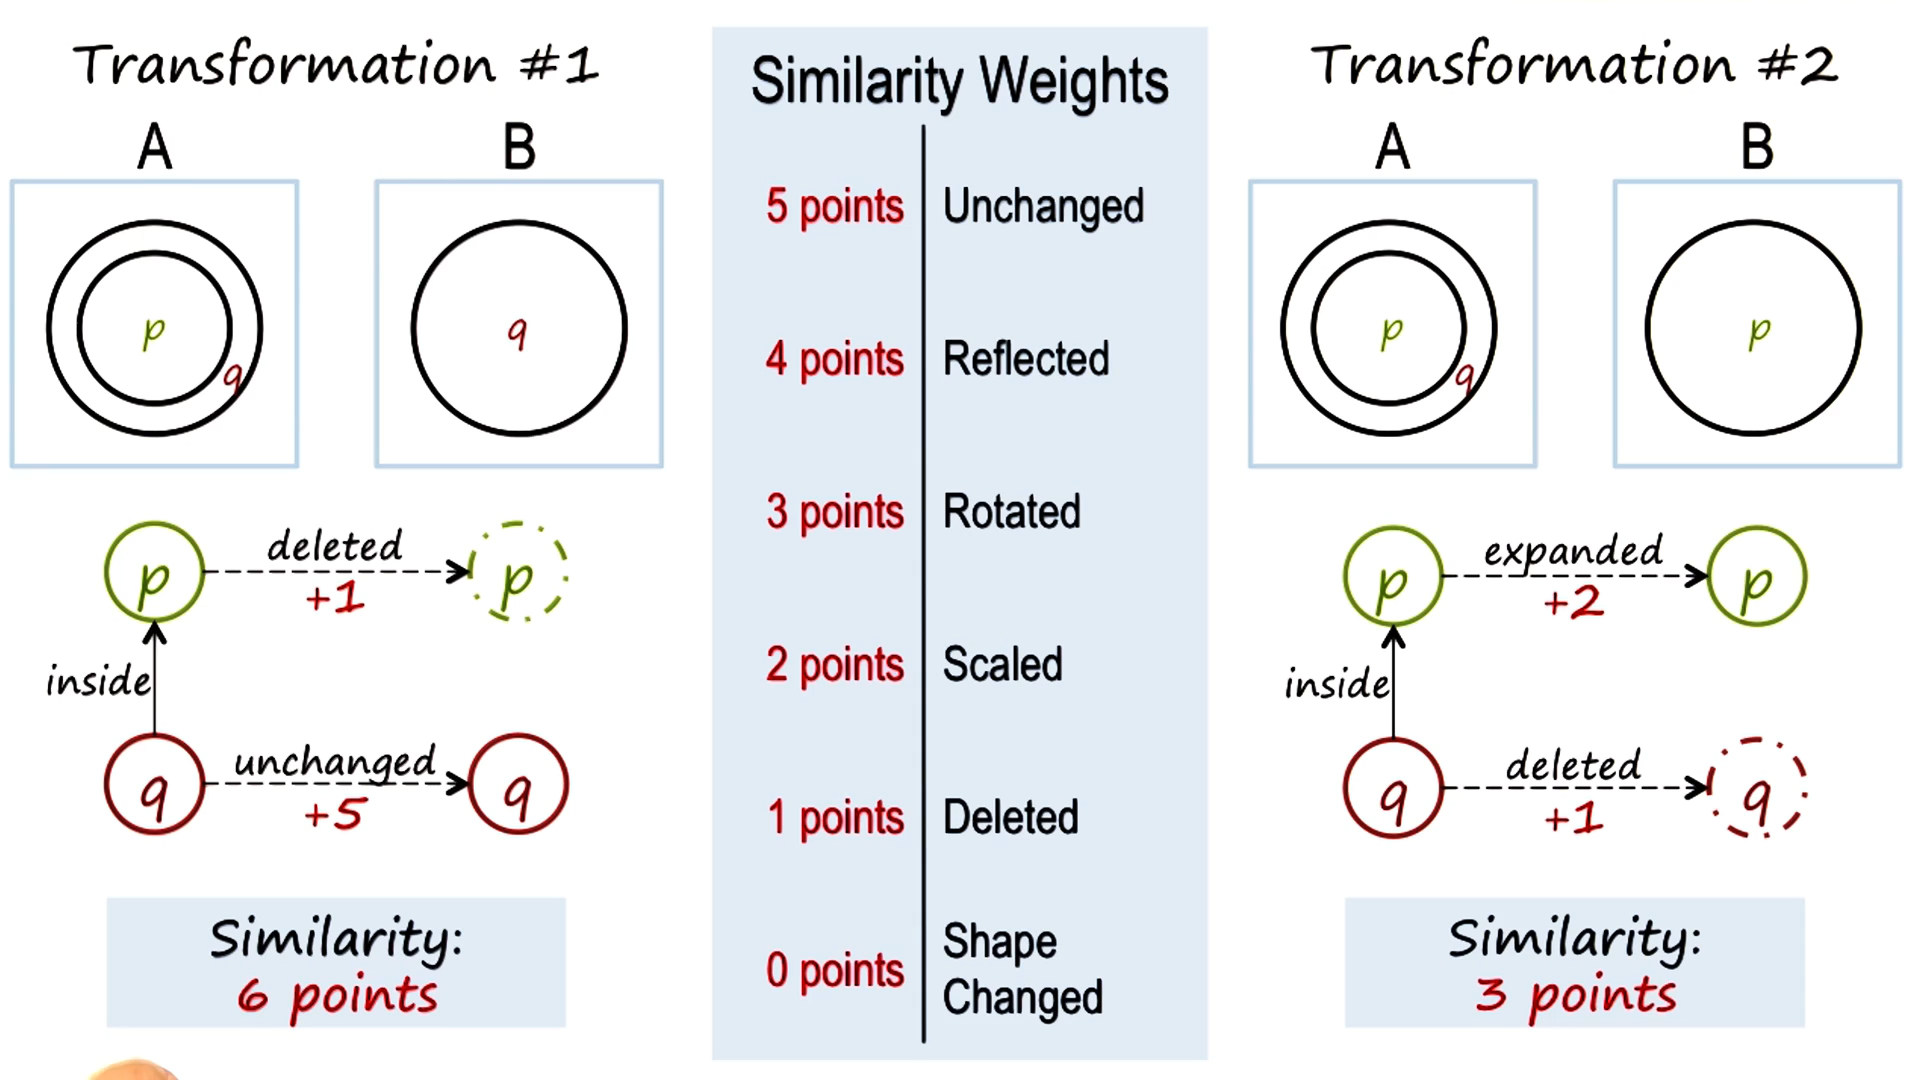 Transformation #1
A
B
p
q
q
p
deleted
+1
p
inside
q
unchanged
+5
q
Similarity:
6 points
Similarity Weights
5 points
Unchanged
4 points
Reflected
3 points
Rotated
2 points
Scaled
1 points
Deleted
0 points
Shape
Changed
Transformation #2
A
B
p
q
p
p
expanded
+2
p
inside
q
deleted
+1
q
Similarity:
3 points